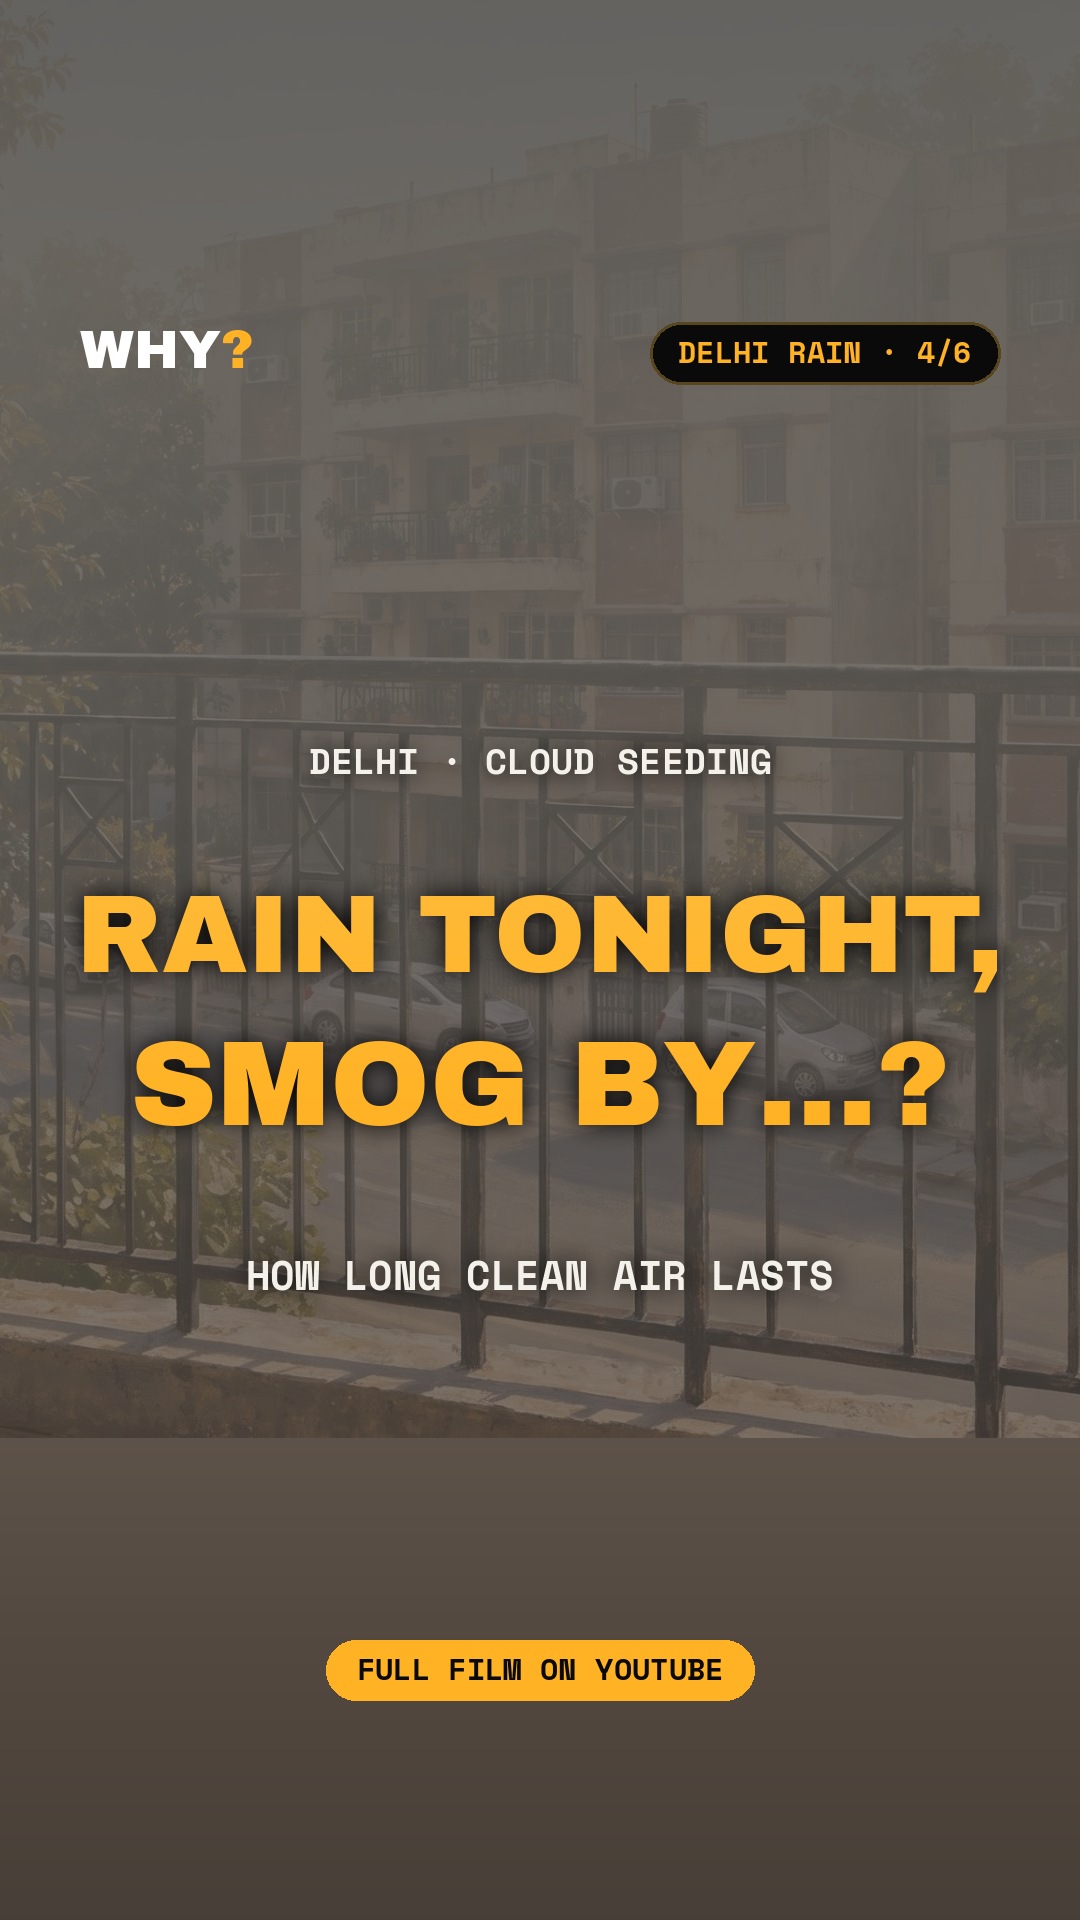 WHY?
DELHI RAIN · 4/6
DELHI · CLOUD SEEDING
RAIN TONIGHT,
SMOG BY...?
HOW LONG CLEAN AIR LASTS
FULL FILM ON YOUTUBE